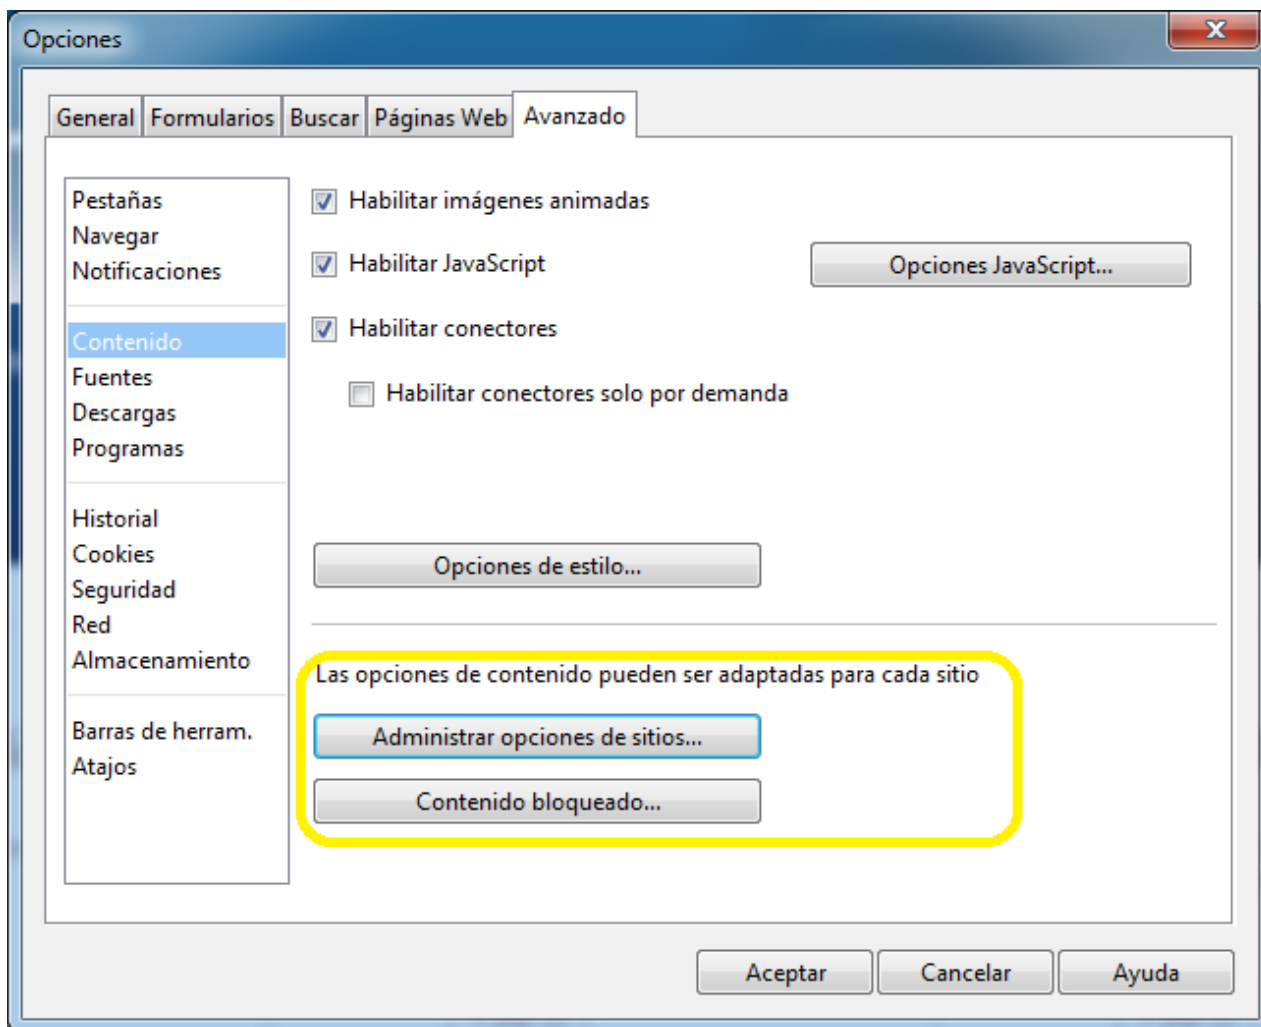 Opciones
General Formularios Buscar Páginas Web Avanzado
Pestañas
Navegar
Notificaciones
Contenido
Fuentes
Descargas
Programas
Historial
Cookies
Seguridad
Red
Almacenamiento
Barras de herram.
Atajos
Habilitar imágenes animadas
Habilitar JavaScript
Opciones JavaScript...
Habilitar conectores
Habilitar conectores solo por demanda
Opciones de estilo...
Las opciones de contenido pueden ser adaptadas para cada sitio
Administrar opciones de sitios...
Contenido bloqueado...
Aceptar Cancelar Ayuda